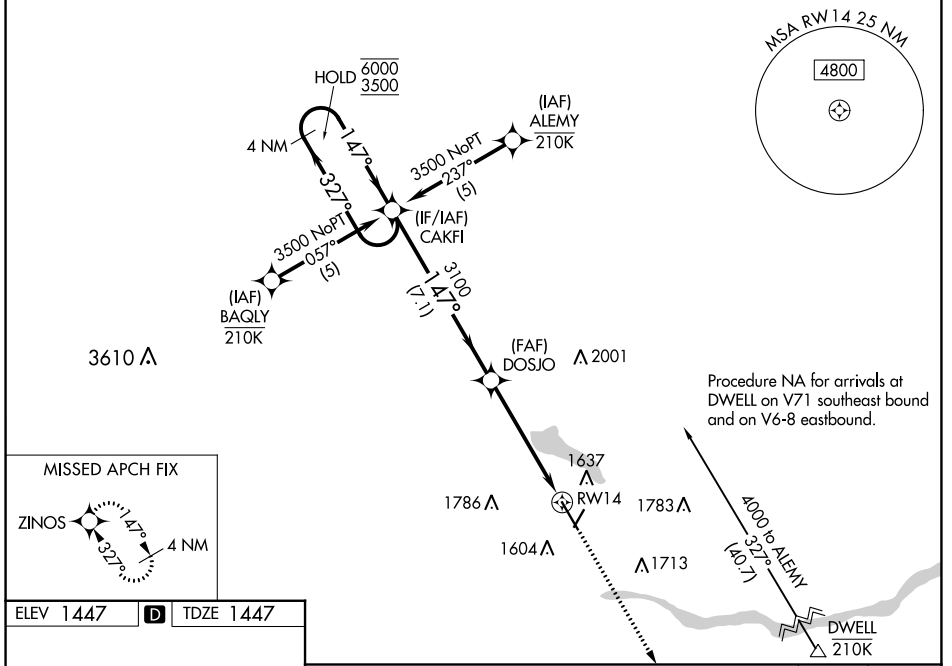 MSA RW14 25 NM
4800
HOLD 6000
3500
4 NM
147°
327°
(IAF)
ALEMY
210K
3500 NoPT
237°
(5)
(IF/IAF)
CAKFI
3500 NoPT
057°
(5)
(IAF)
BAQLY
210K
3100
147°
(7.1)
3610
(FAF)
DOSJO
2001
Procedure NA for arrivals at
DWELL on V71 southeast bound
and on V6-8 eastbound.
1637
RW14
1786
1783
1604
1713
4000 to ALEMY
327°
(40.7)
DWELL
210K
MISSED APCH FIX
ZINOS
147°
327°
4 NM
ELEV 1447 D TDZE 1447